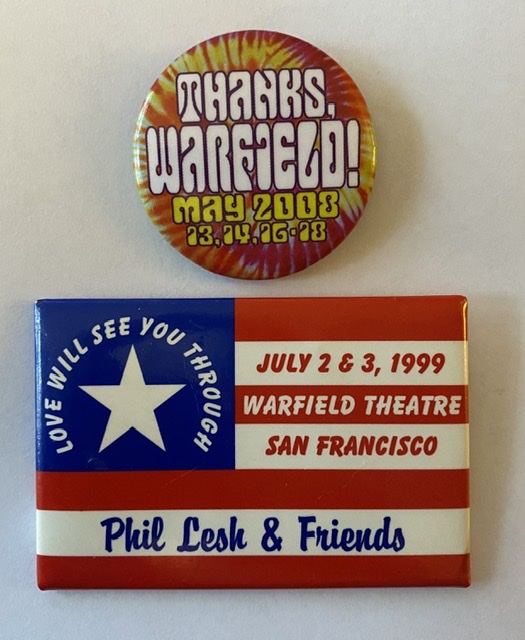 THANKS,
WARFIELD!
MAY 2008
13,14,16-18
LOVE WILL SEE YOU THROUGH
JULY 2 & 3, 1999
WARFIELD THEATRE
SAN FRANCISCO
Phil Lesh & Friends